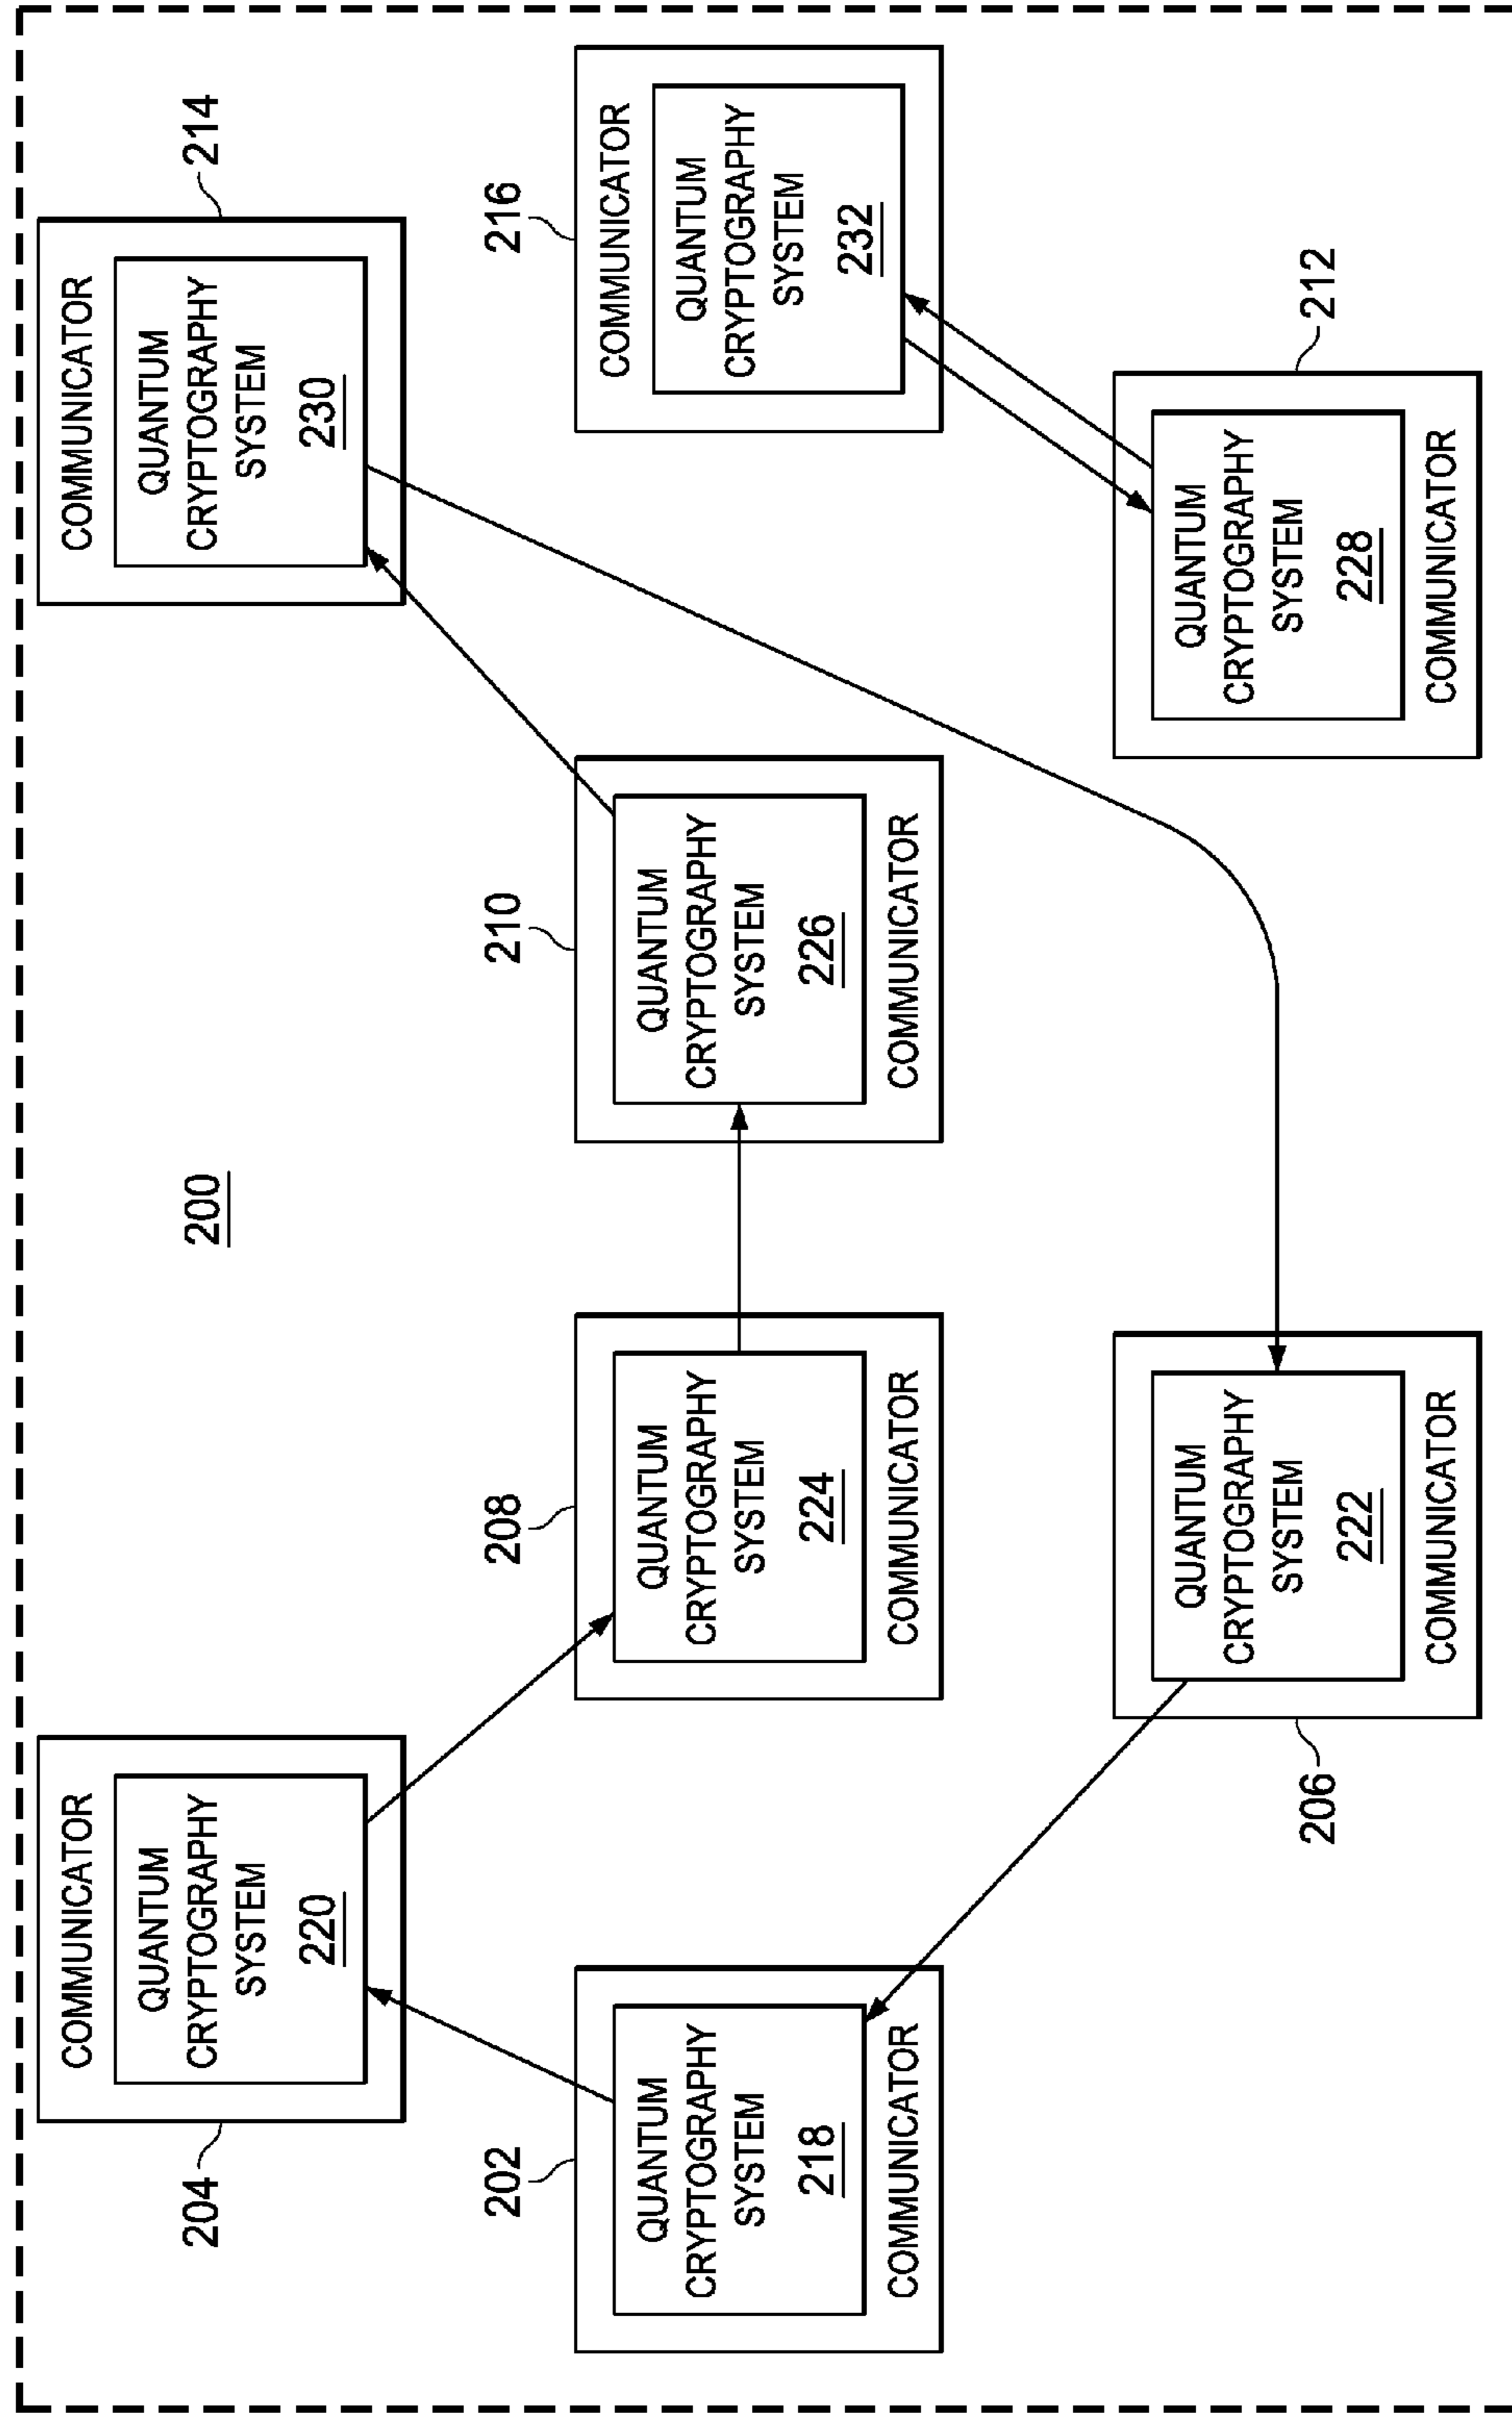 204
COMMUNICATOR
QUANTUM
CRYPTOGRAPHY
SYSTEM
220
200
COMMUNICATOR
QUANTUM
CRYPTOGRAPHY
SYSTEM
230
214
202
QUANTUM
CRYPTOGRAPHY
SYSTEM
218
COMMUNICATOR
208
QUANTUM
CRYPTOGRAPHY
SYSTEM
224
COMMUNICATOR
210
QUANTUM
CRYPTOGRAPHY
SYSTEM
226
COMMUNICATOR
216
COMMUNICATOR
QUANTUM
CRYPTOGRAPHY
SYSTEM
232
206
QUANTUM
CRYPTOGRAPHY
SYSTEM
222
COMMUNICATOR
QUANTUM
CRYPTOGRAPHY
SYSTEM
228
COMMUNICATOR
212